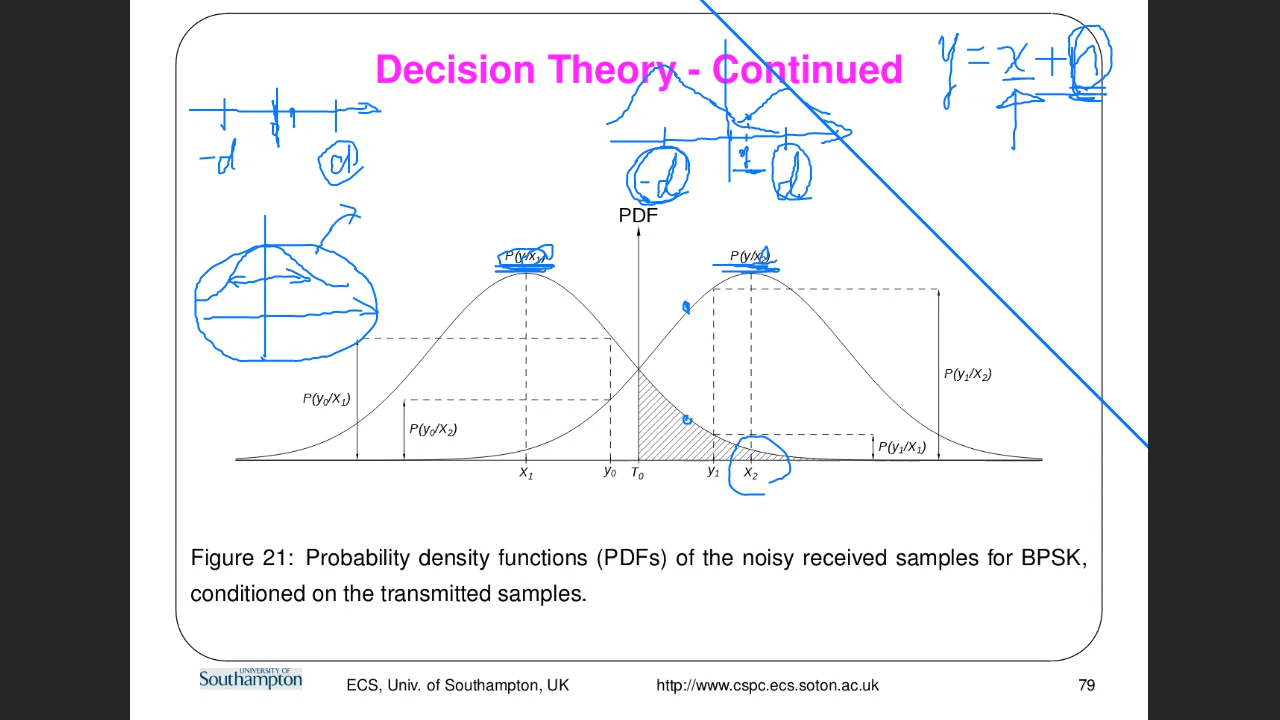 Decision Theory - Continued
y = x + n
-d
d
-d
d
PDF
P(y/X₂)
P(y₀/X₁)
P(y₀/X₂)
P(y₁/X₂)
P(y₁/X₁)
X₁
y₀
T₀
y₁
X₂
Figure 21: Probability density functions (PDFs) of the noisy received samples for BPSK,
conditioned on the transmitted samples.
UNIVERSITY OF
Southampton
ECS, Univ. of Southampton, UK
http://www.cspc.ecs.soton.ac.uk
79